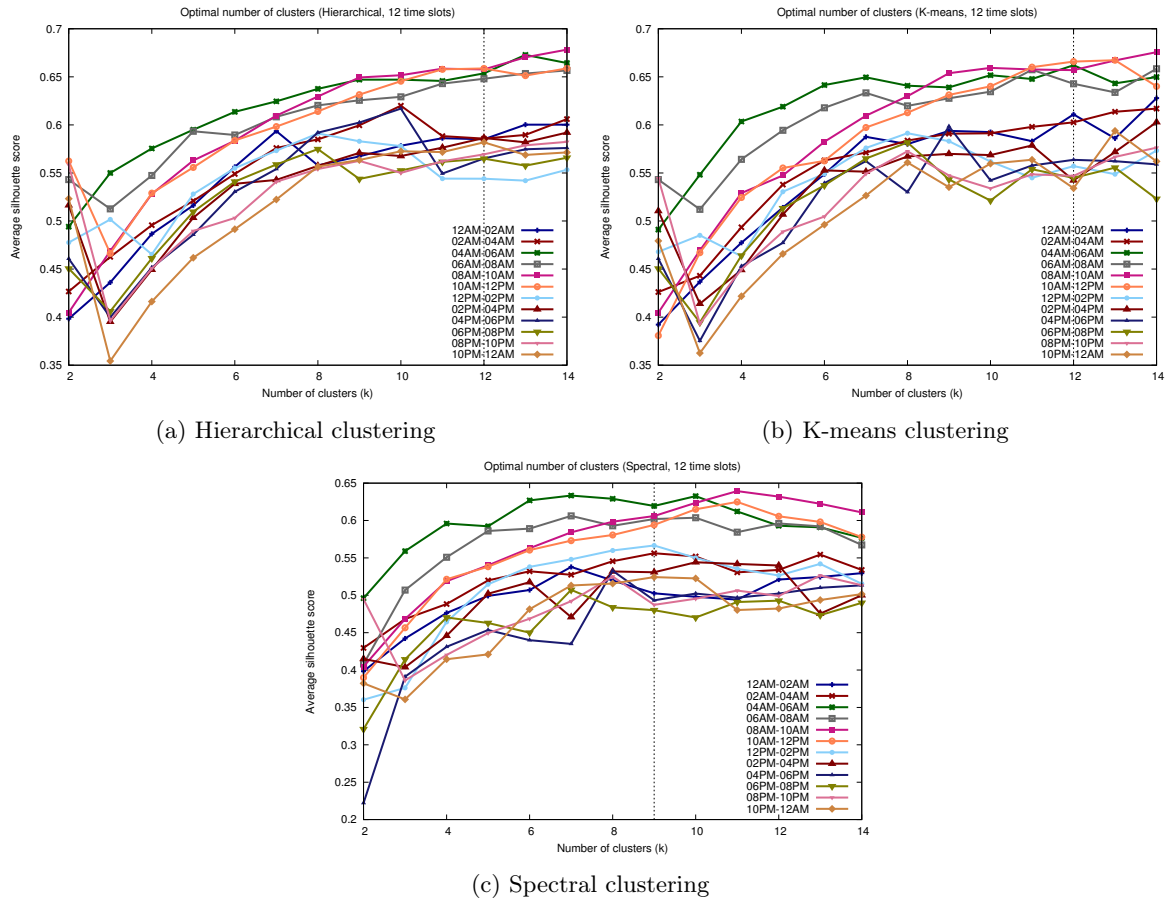 Optimal number of clusters (Hierarchical, 12 time slots)
0.7
0.65
0.6
0.55
0.5
0.45
0.4
0.35
Average silhouette score
12AM-02AM
02AM-04AM
04AM-06AM
06AM-08AM
08AM-10AM
10AM-12PM
12PM-02PM
02PM-04PM
04PM-06PM
06PM-08PM
08PM-10PM
10PM-12AM
2 4 6 8 10 12 14
Number of clusters (k)
(a) Hierarchical clustering
Optimal number of clusters (K-means, 12 time slots)
0.7
0.65
0.6
0.55
0.5
0.45
0.4
0.35
Average silhouette score
12AM-02AM
02AM-04AM
04AM-06AM
06AM-08AM
08AM-10AM
10AM-12PM
12PM-02PM
02PM-04PM
04PM-06PM
06PM-08PM
08PM-10PM
10PM-12AM
2 4 6 8 10 12 14
Number of clusters (k)
(b) K-means clustering
Optimal number of clusters (Spectral, 12 time slots)
0.65
0.6
0.55
0.5
0.45
0.4
0.35
0.3
0.25
0.2
Average silhouette score
12AM-02AM
02AM-04AM
04AM-06AM
06AM-08AM
08AM-10AM
10AM-12PM
12PM-02PM
02PM-04PM
04PM-06PM
06PM-08PM
08PM-10PM
10PM-12AM
2 4 6 8 10 12 14
Number of clusters (k)
(c) Spectral clustering